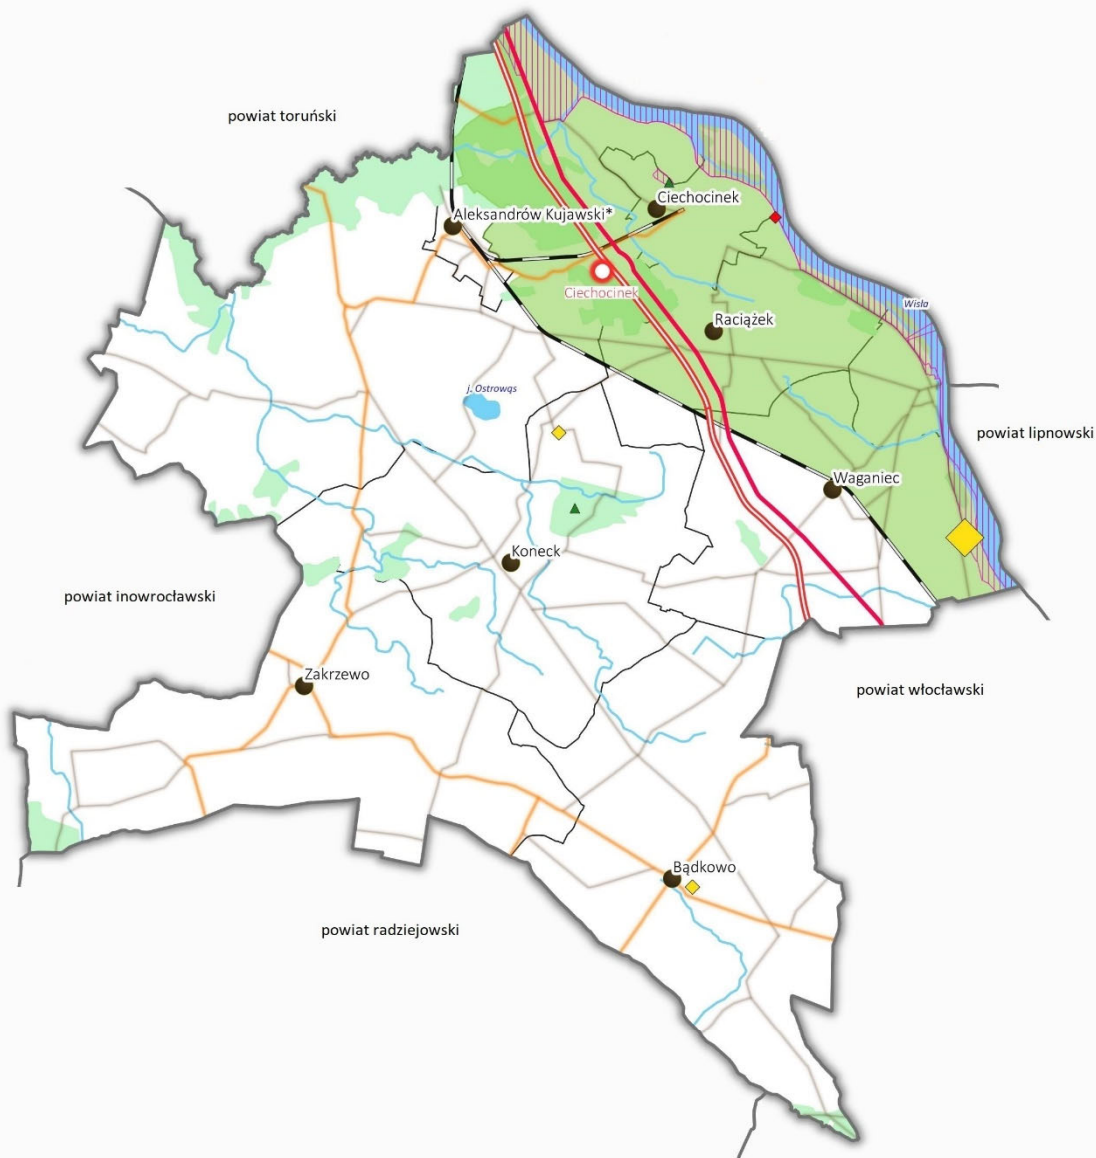 powiat toruński
Ciechocinek
Aleksandrów Kujawski*
Ciechocinek
Wisła
Raciążek
j. Ostrowąs
powiat lipnowski
Waganiec
Koneck
powiat inowrocławski
Zakrzewo
powiat włocławski
Bądkowo
powiat radziejowski